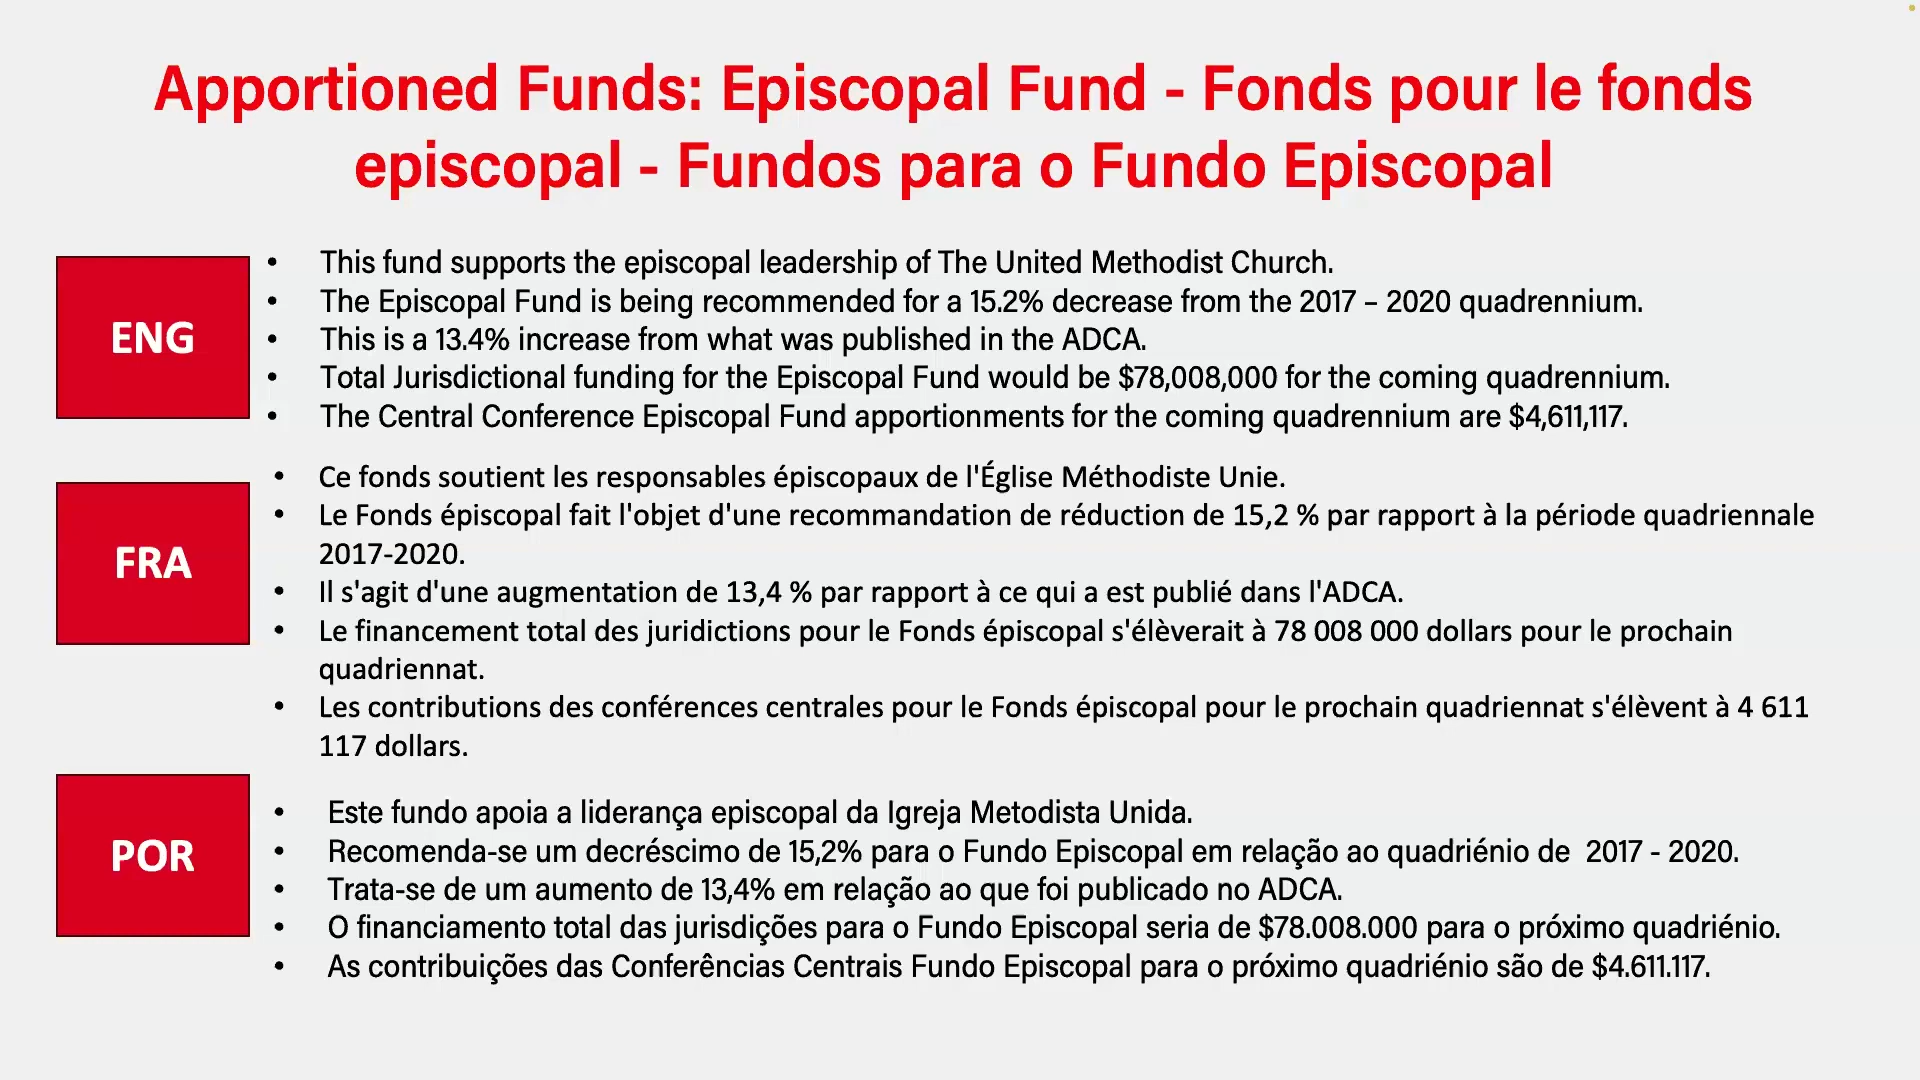 Apportioned Funds: Episcopal Fund - Fonds pour le fonds
episcopal - Fundos para o Fundo Episcopal
ENG
• This fund supports the episcopal leadership of The United Methodist Church.
• The Episcopal Fund is being recommended for a 15.2% decrease from the 2017 – 2020 quadrennium.
• This is a 13.4% increase from what was published in the ADCA.
• Total Jurisdictional funding for the Episcopal Fund would be $78,008,000 for the coming quadrennium.
• The Central Conference Episcopal Fund apportionments for the coming quadrennium are $4,611,117.
FRA
• Ce fonds soutient les responsables épiscopaux de l'Église Méthodiste Unie.
• Le Fonds épiscopal fait l'objet d'une recommandation de réduction de 15,2 % par rapport à la période quadriennale
2017-2020.
• Il s'agit d'une augmentation de 13,4 % par rapport à ce qui a est publié dans l'ADCA.
• Le financement total des juridictions pour le Fonds épiscopal s'élèverait à 78 008 000 dollars pour le prochain
quadriennat.
• Les contributions des conférences centrales pour le Fonds épiscopal pour le prochain quadriennat s'élèvent à 4 611
117 dollars.
POR
• Este fundo apoia a liderança episcopal da Igreja Metodista Unida.
• Recomenda-se um decréscimo de 15,2% para o Fundo Episcopal em relação ao quadriénio de  2017 - 2020.
• Trata-se de um aumento de 13,4% em relação ao que foi publicado no ADCA.
• O financiamento total das jurisdições para o Fundo Episcopal seria de $78.008.000 para o próximo quadriénio.
• As contribuições das Conferências Centrais Fundo Episcopal para o próximo quadriénio são de $4.611.117.